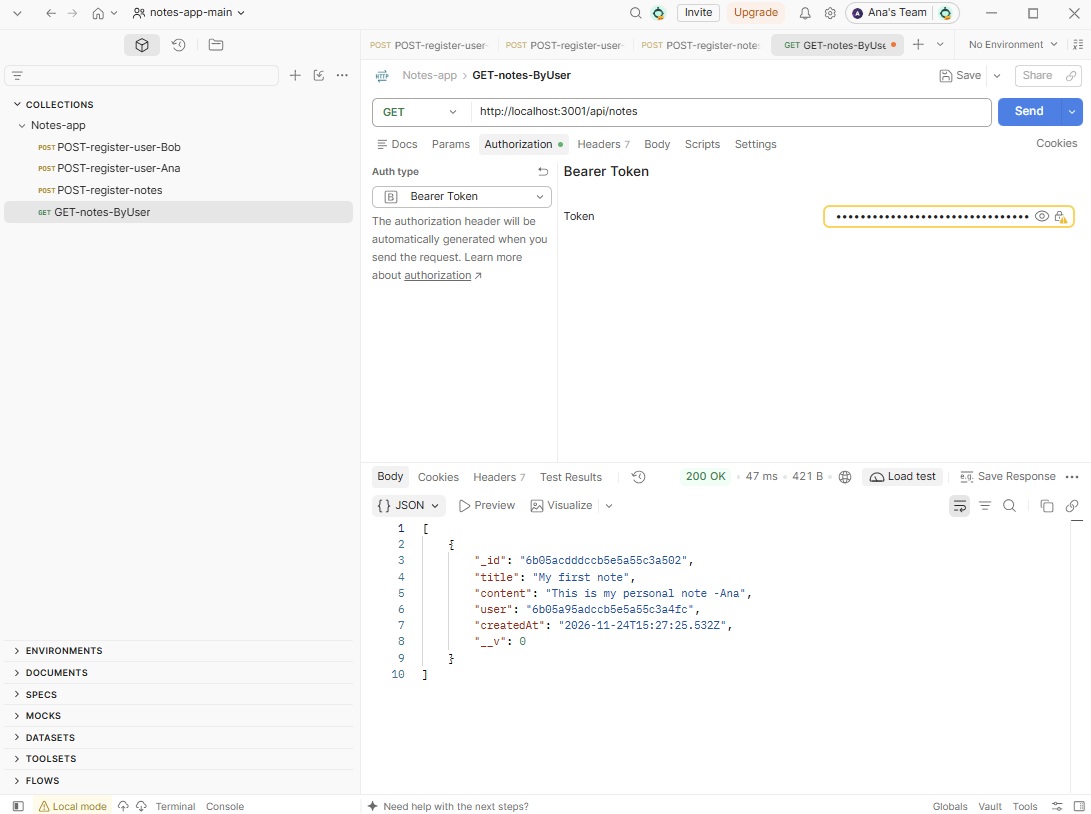 notes-app-main
Invite
Upgrade
A
Ana's Team
POST POST-register-user-
POST POST-register-user-
POST POST-register-note:
GET GET-notes-ByUse
No Environment
HTTP
Notes-app > GET-notes-ByUser
Save
Share
COLLECTIONS
Notes-app
POST POST-register-user-Bob
POST POST-register-user-Ana
POST POST-register-notes
GET GET-notes-ByUser
GET
http://localhost:3001/api/notes
Send
Docs
Params
Authorization
Headers 7
Body
Scripts
Settings
Cookies
Auth type
B Bearer Token
The authorization header will be
automatically generated when you
send the request. Learn more
about authorization ↗
Bearer Token
Token
••••••••••••••••••••••••••••••••
Body
Cookies
Headers 7
Test Results
200 OK
47 ms
421 B
Load test
e.g. Save Response
{} JSON
Preview
Visualize
1 [
2 {
3 "_id": "6b05acdddccb5e5a55c3a502",
4 "title": "My first note",
5 "content": "This is my personal note -Ana",
6 "user": "6b05a95adccb5e5a55c3a4fc",
7 "createdAt": "2026-11-24T15:27:25.532Z",
8 "__v": 0
9 }
10 ]
ENVIRONMENTS
DOCUMENTS
SPECS
MOCKS
DATASETS
TOOLSETS
FLOWS
Local mode
Terminal
Console
Need help with the next steps?
Globals
Vault
Tools